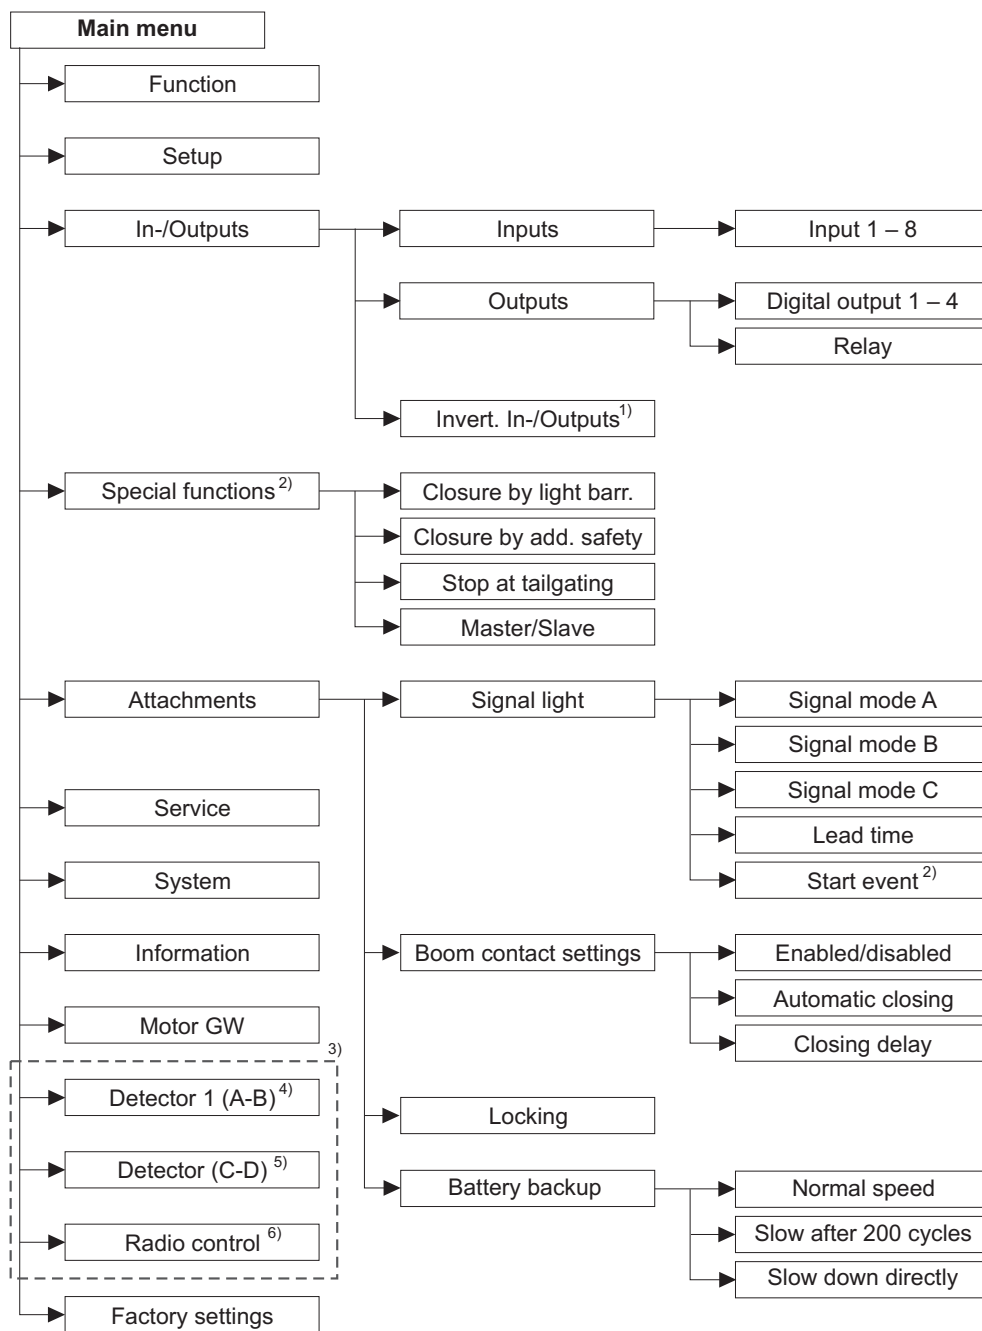 Main menu
Function
Setup
In-/Outputs
Inputs
Input 1 – 8
Outputs
Digital output 1 – 4
Relay
Invert. In-/Outputs1)
Special functions 2)
Closure by light barr.
Closure by add. safety
Stop at tailgating
Master/Slave
Attachments
Signal light
Signal mode A
Signal mode B
Signal mode C
Lead time
Start event 2)
Service
System
Information
Boom contact settings
Enabled/disabled
Automatic closing
Closing delay
Motor GW
3)
Detector 1 (A-B) 4)
Locking
Detector (C-D) 5)
Battery backup
Normal speed
Slow after 200 cycles
Slow down directly
Radio control 6)
Factory settings